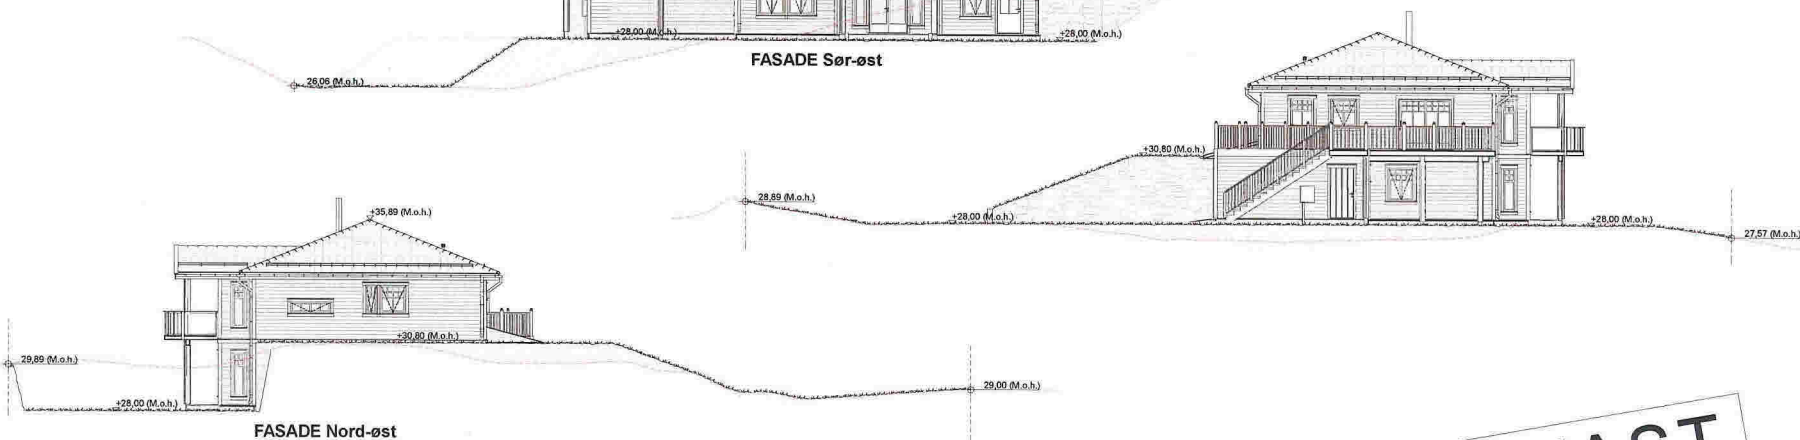 +28,00 (M.o.h.)
+28,00 (M.o.h.)
FASADE Sør-øst
26,06 (M.o.h.)
+30,80 (M.o.h.)
28,89 (M.o.h.)
+28,00 (M.o.h.)
+28,00 (M.o.h.)
27,57 (M.o.h.)
+35,89 (M.o.h.)
+30,80 (M.o.h.)
29,89 (M.o.h.)
29,00 (M.o.h.)
+28,00 (M.o.h.)
FASADE Nord-øst